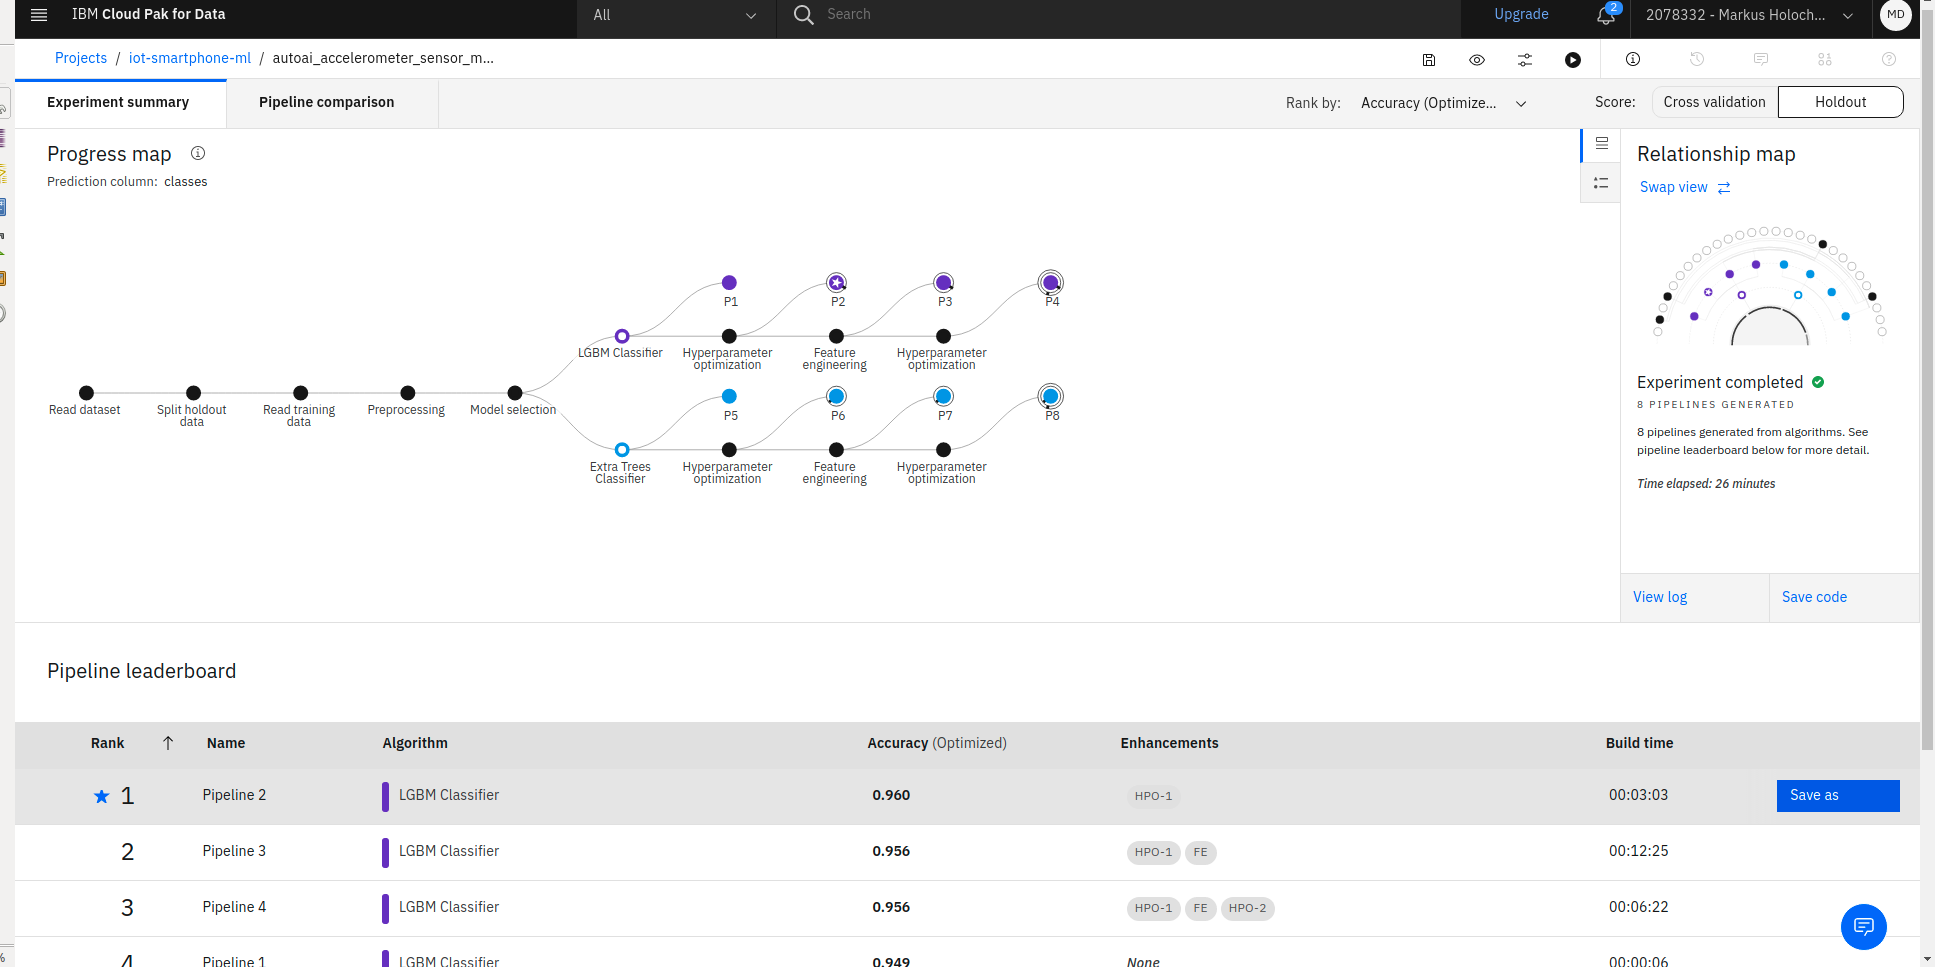 IBM Cloud Pak for Data
All
Search
Upgrade
2
2078332 - Markus Holoch...
MD
Projects / iot-smartphone-ml / autoai_accelerometer_sensor_m...
Experiment summary
Pipeline comparison
Rank by: Accuracy (Optimize...
Score: Cross validation Holdout
Progress map
Prediction column: classes
Relationship map
Swap view
P1 P2 P3 P4
LGBM Classifier
Hyperparameter
optimization
Feature
engineering
Hyperparameter
optimization
Read dataset
Split holdout
data
Read training
data
Preprocessing
Model selection
P5 P6 P7 P8
Extra Trees
Classifier
Hyperparameter
optimization
Feature
engineering
Hyperparameter
optimization
Experiment completed
8 PIPELINES GENERATED
8 pipelines generated from algorithms. See
pipeline leaderboard below for more detail.
Time elapsed: 26 minutes
View log
Save code
Pipeline leaderboard
Rank Name Algorithm Accuracy (Optimized) Enhancements Build time
1 Pipeline 2 LGBM Classifier 0.960 HPO-1 00:03:03 Save as
2 Pipeline 3 LGBM Classifier 0.956 HPO-1 FE 00:12:25
3 Pipeline 4 LGBM Classifier 0.956 HPO-1 FE HPO-2 00:06:22
4 Pipeline 1 LGBM Classifier 0.949 None 00:00:06
%